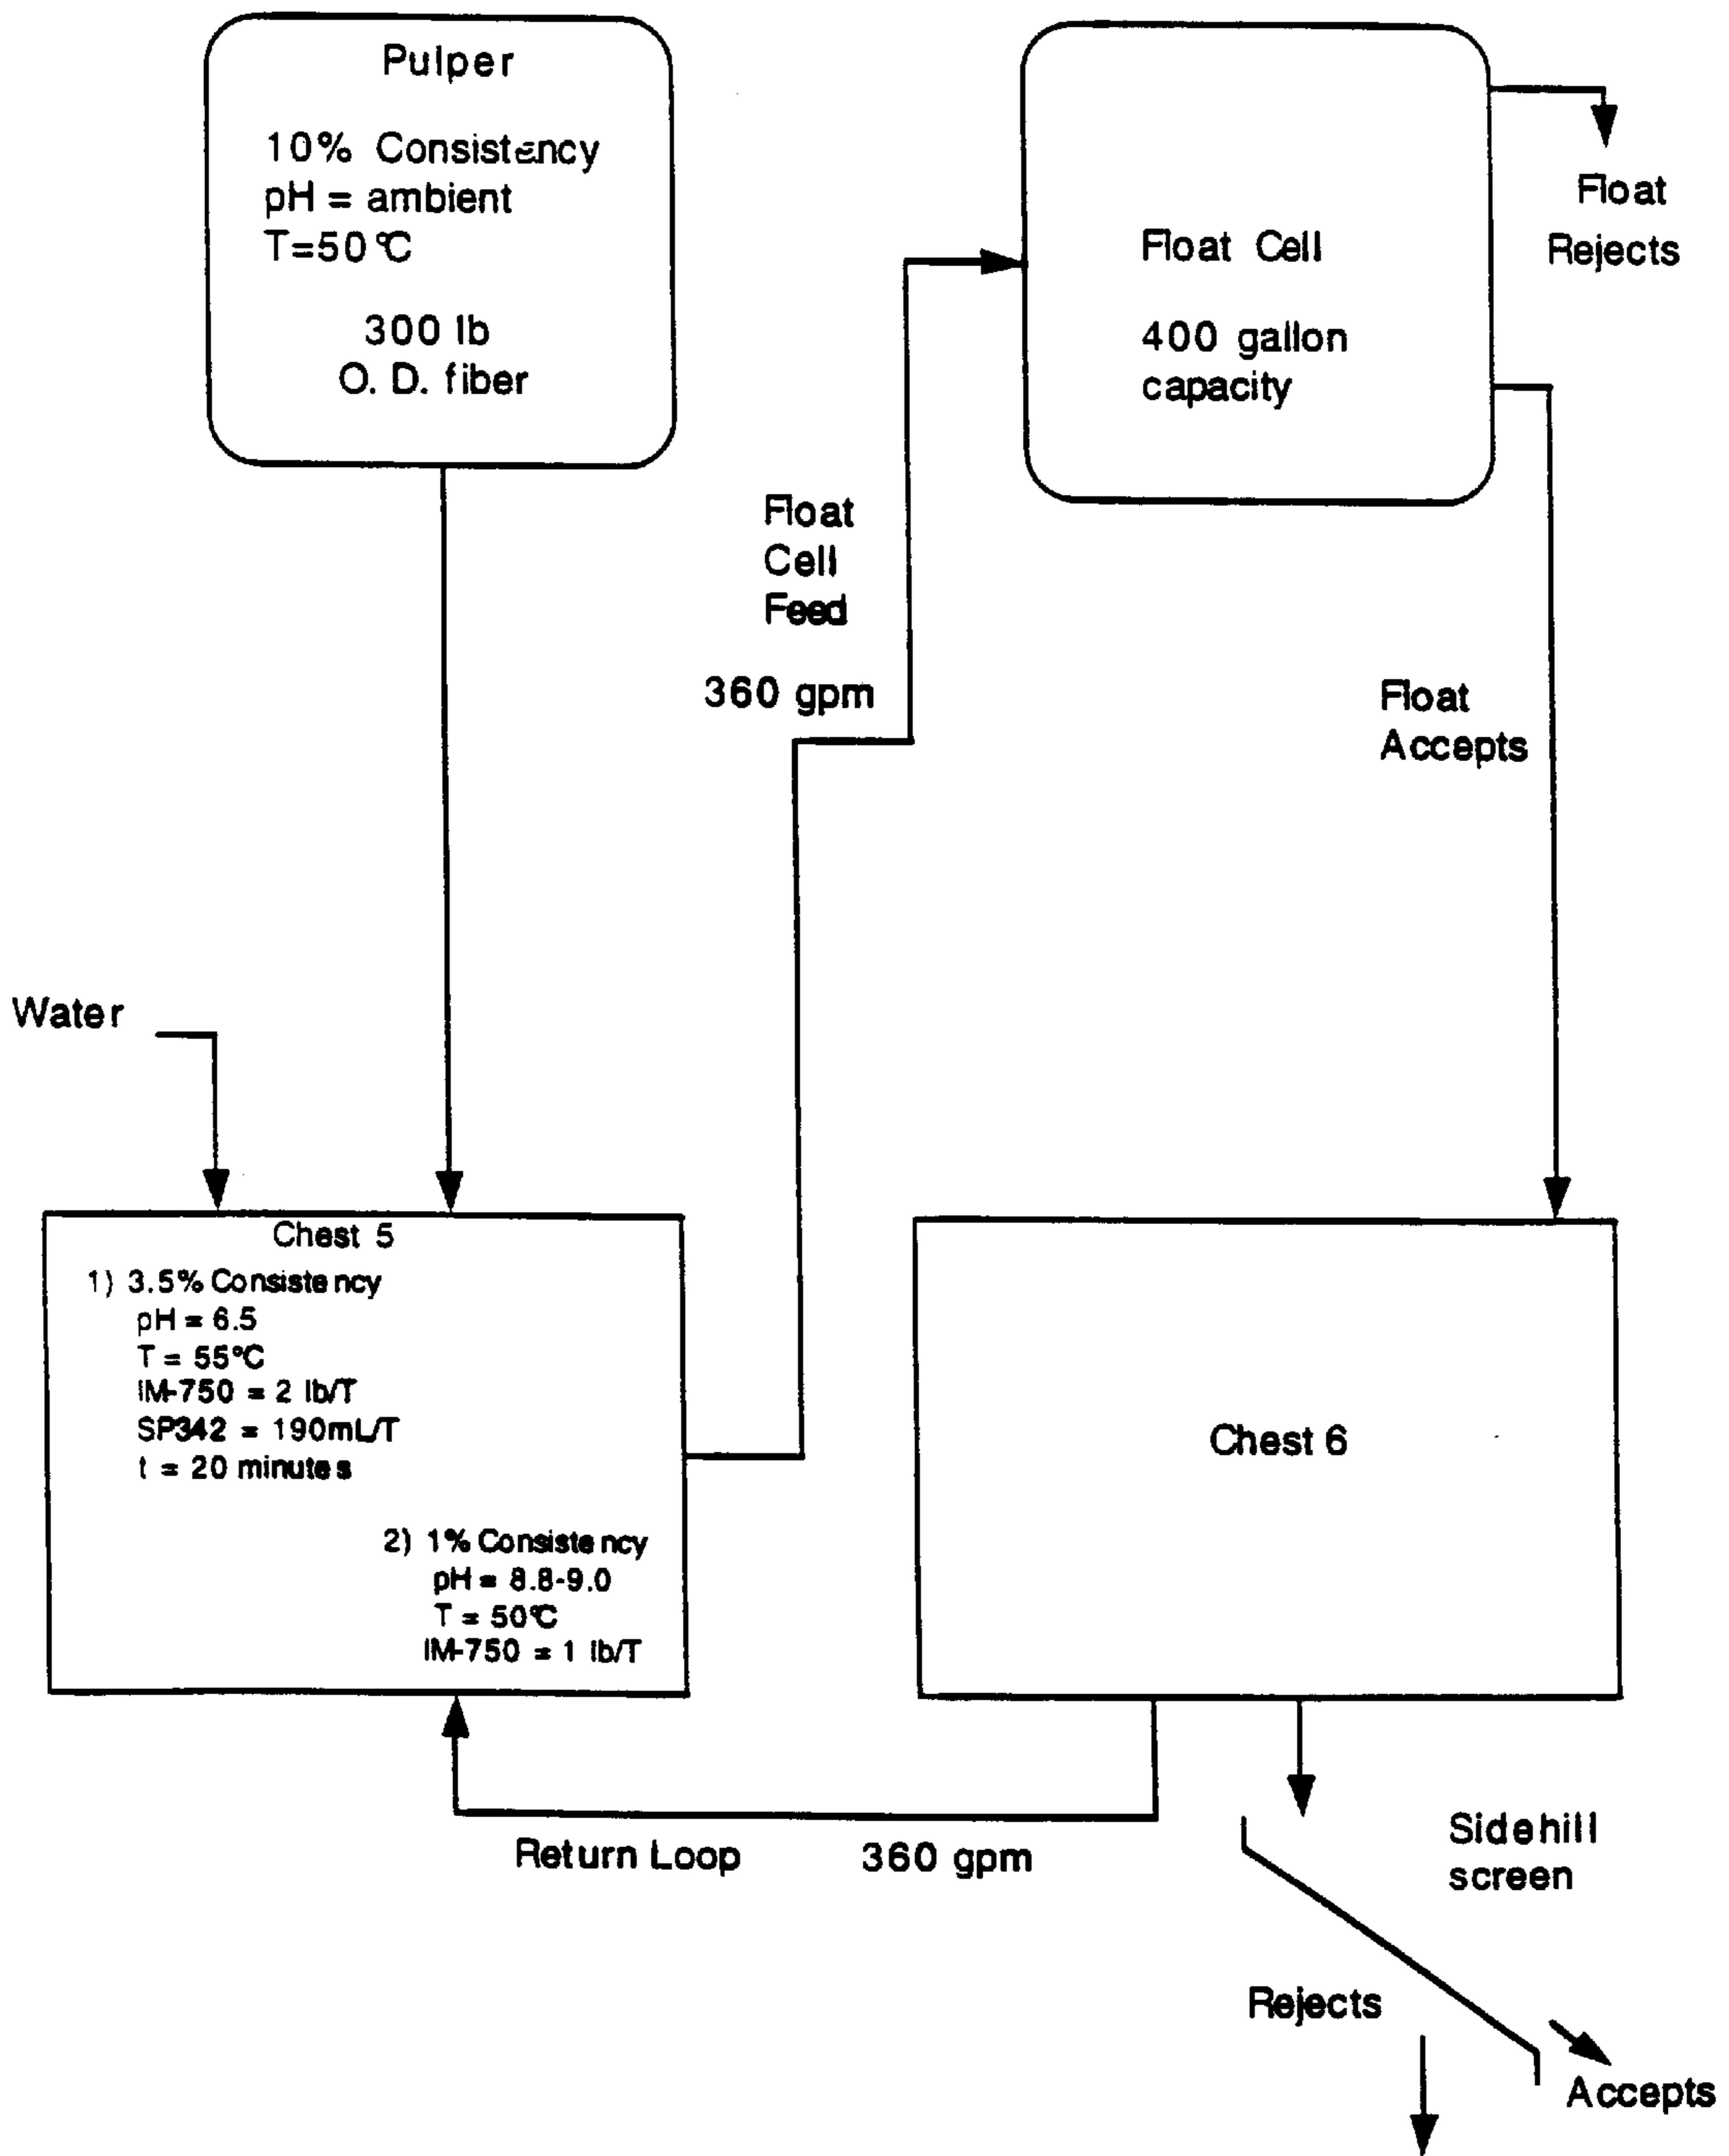 Pulper
10% Consistency
pH = ambient
T=50°C
300 lb
O. D. fiber
Float Cell
400 gallon
capacity
Float
Rejects
Float
Cell
Feed
360 gpm
Float
Accepts
Water
Chest 5
1) 3.5% Consistency
pH = 6.5
T = 55°C
IM-750 = 2 lb/T
SP342 = 190mL/T
t = 20 minutes
2) 1% Consistency
pH = 8.8-9.0
T = 50°C
IM-750 = 1 lb/T
Chest 6
Return Loop 360 gpm
Sidehill
screen
Rejects
Accepts